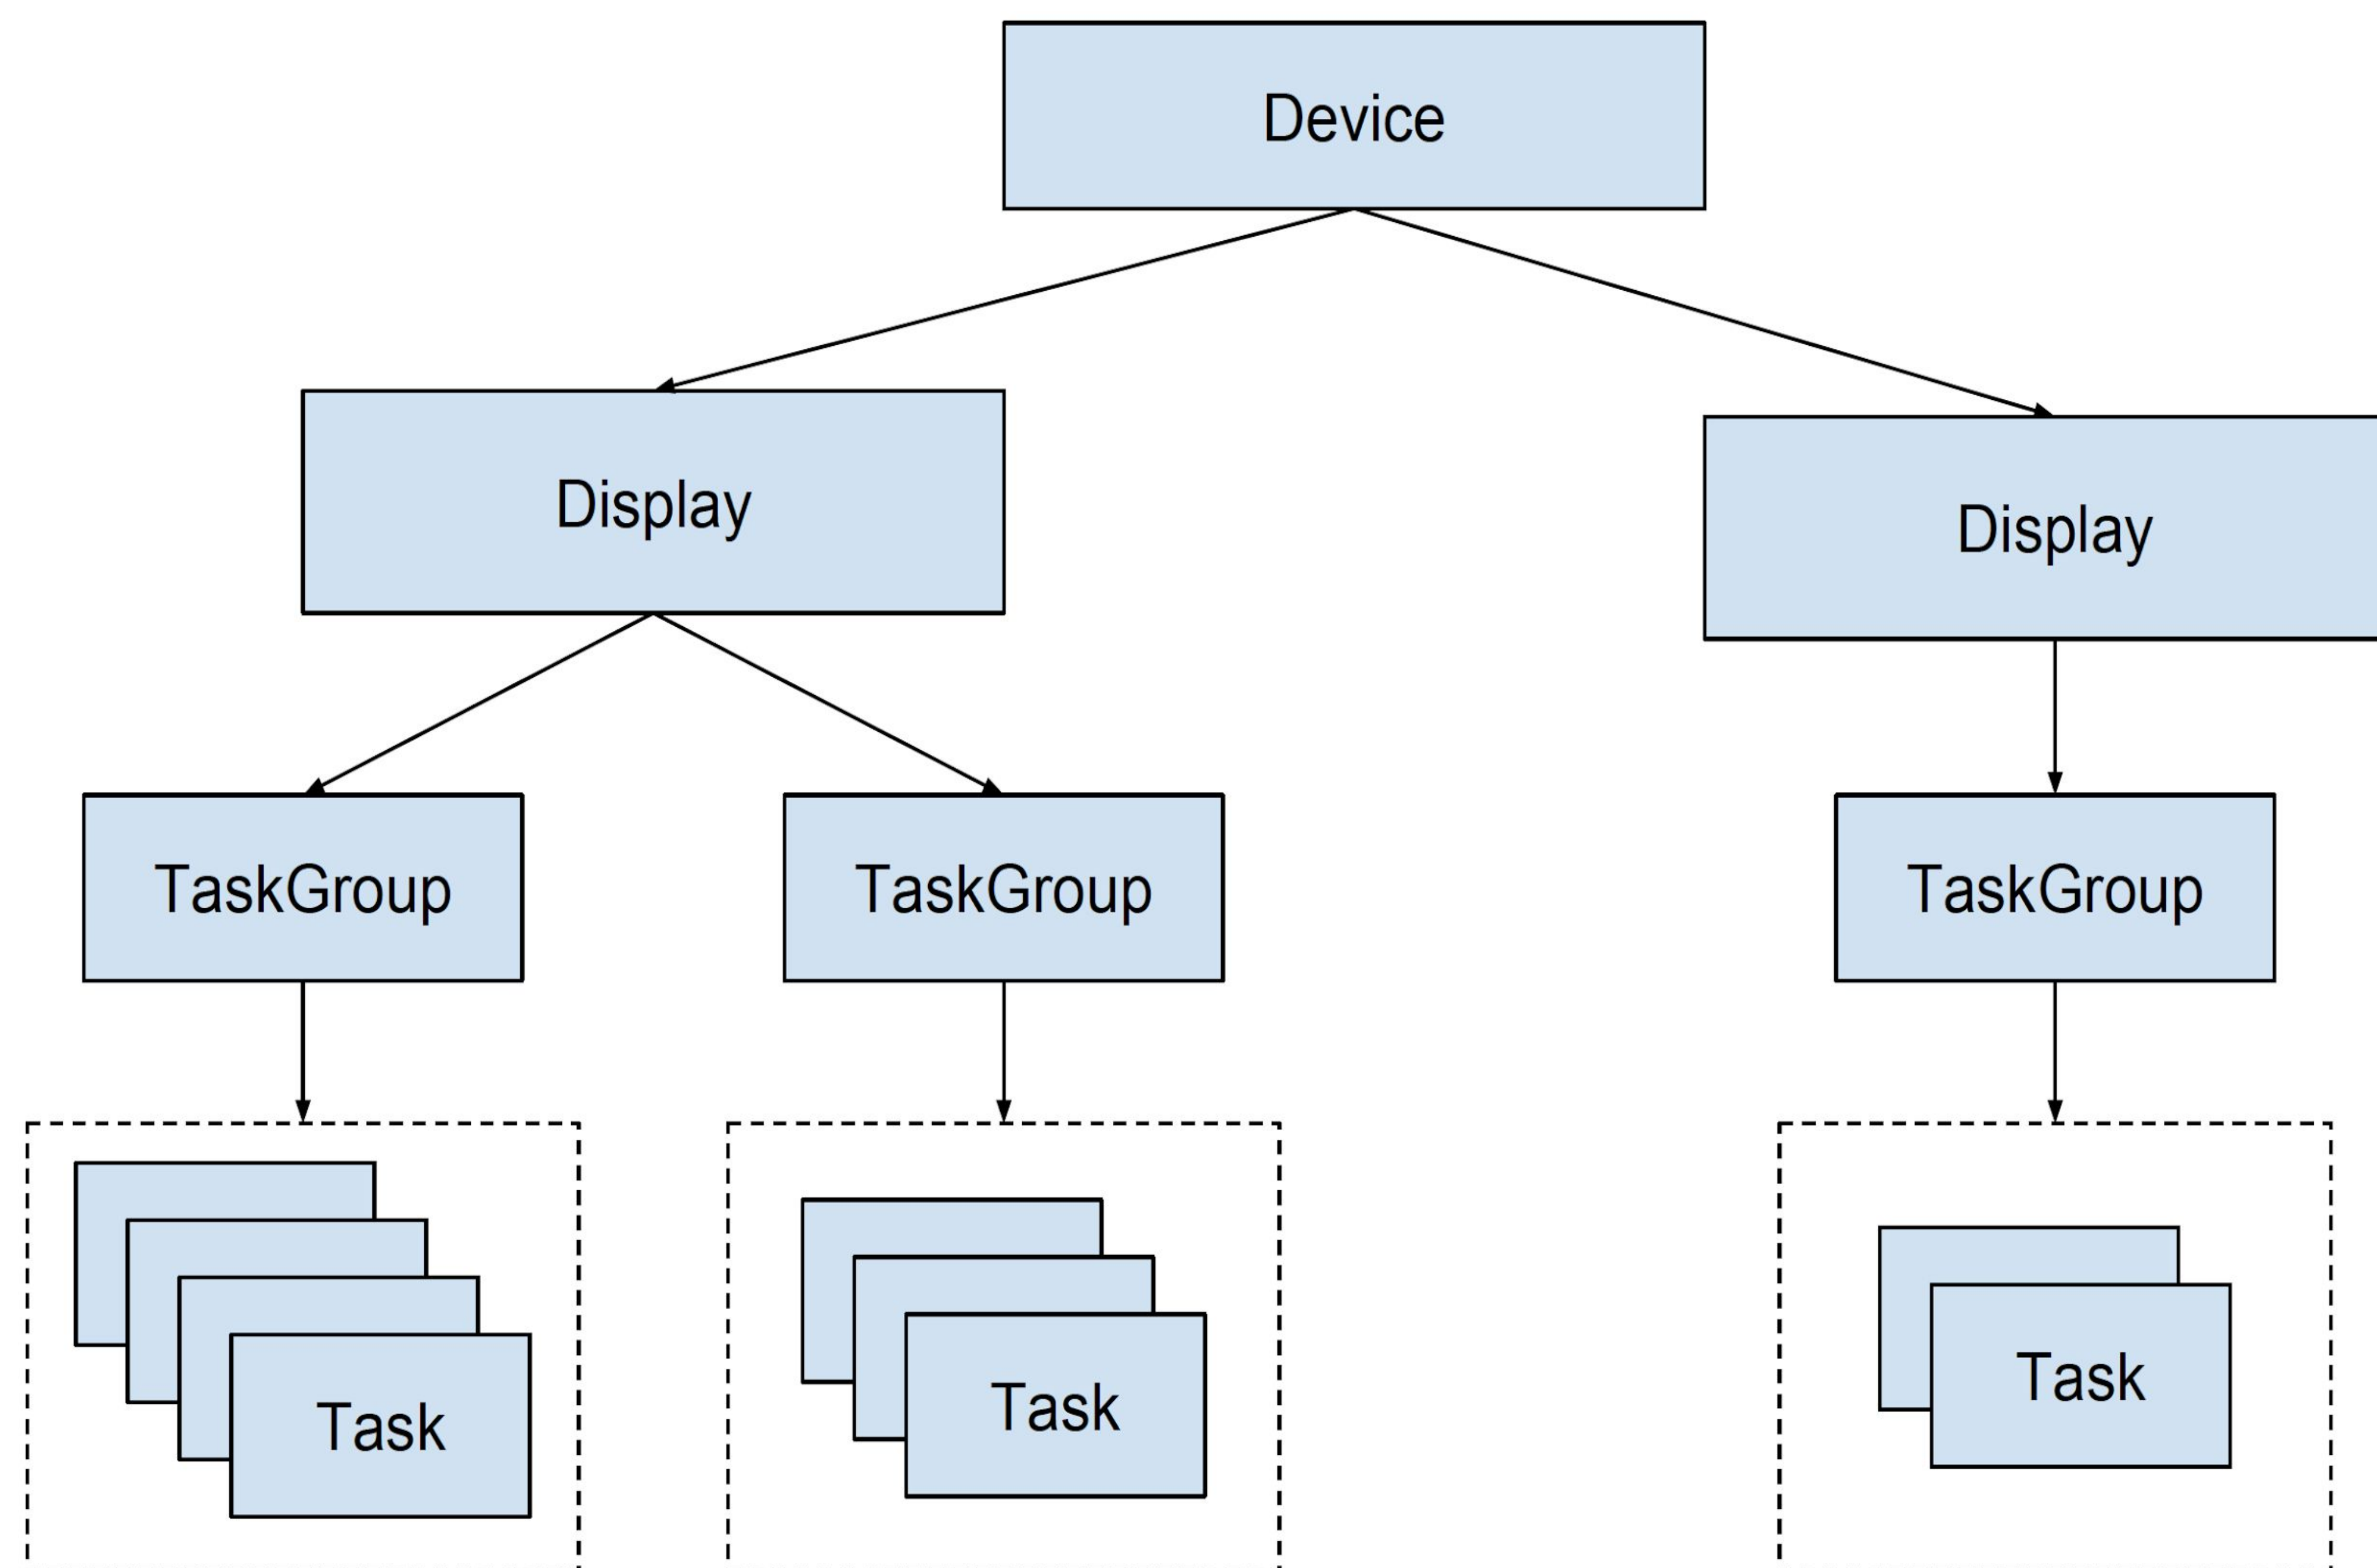 Device
Display
Display
TaskGroup
TaskGroup
TaskGroup
Task
Task
Task